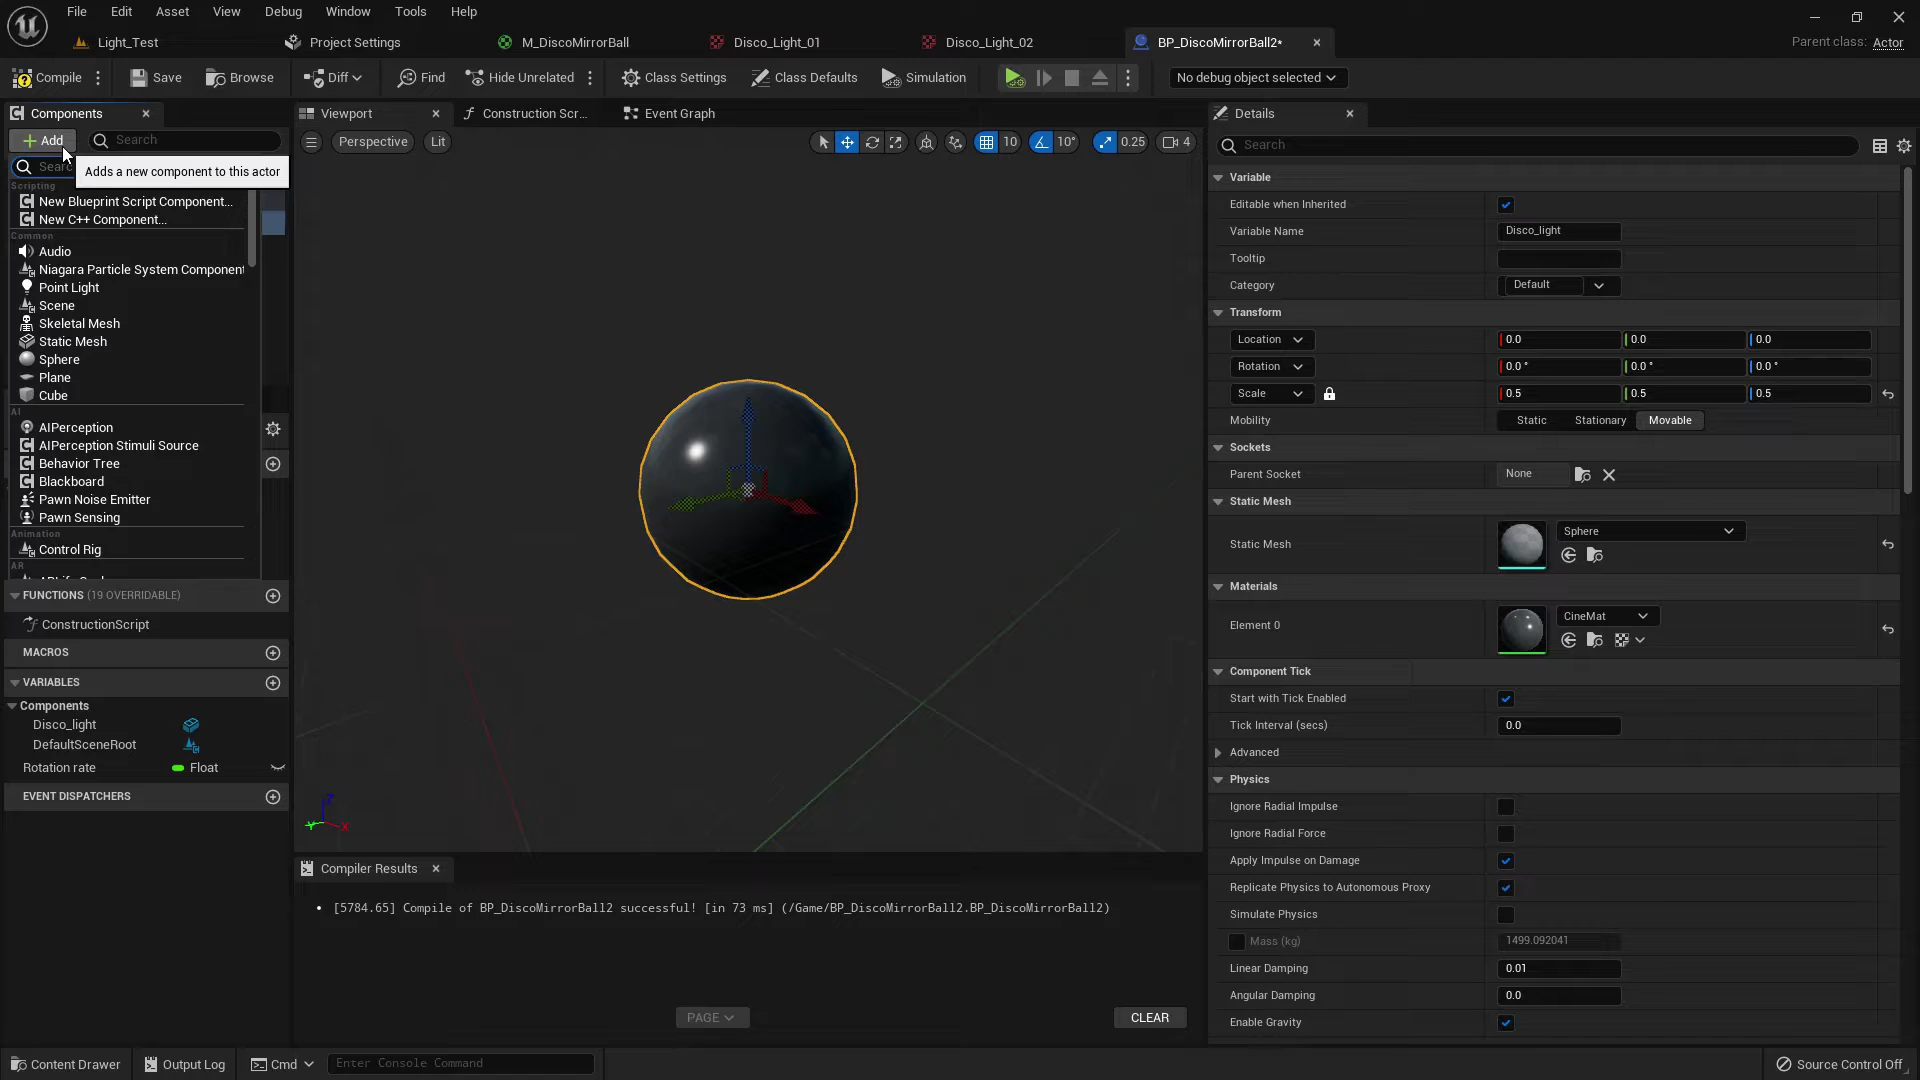 File Edit Asset View Debug Window Tools Help
Light_Test Project Settings M_DiscoMirrorBall Disco_Light_01 Disco_Light_02 BP_DiscoMirrorBall2* Parent class: Actor
Compile Save Browse Diff Find Hide Unrelated Class Settings Class Defaults Simulation No debug object selected
Components
Add Search
Adds a new component to this actor
Scripting
New Blueprint Script Component...
New C++ Component...
Common
Audio
Niagara Particle System Component
Point Light
Scene
Skeletal Mesh
Static Mesh
Sphere
Plane
Cube
AI
AIPerception
AIPerception Stimuli Source
Behavior Tree
Blackboard
Pawn Noise Emitter
Pawn Sensing
Animation
Control Rig
AR
FUNCTIONS (19 OVERRIDABLE)
ConstructionScript
MACROS
VARIABLES
Components
Disco_light
DefaultSceneRoot
Rotation rate Float
EVENT DISPATCHERS
Viewport Construction Scr... Event Graph
Perspective Lit 10 10° 0.25 4
Z
Y X
Compiler Results
• [5784.65] Compile of BP_DiscoMirrorBall2 successful! [in 73 ms] (/Game/BP_DiscoMirrorBall2.BP_DiscoMirrorBall2)
PAGE CLEAR
Details
Search
Variable
Editable when Inherited
Variable Name Disco_light
Tooltip
Category Default
Transform
Location 0.0 0.0 0.0
Rotation 0.0 ° 0.0 ° 0.0 °
Scale 0.5 0.5 0.5
Mobility Static Stationary Movable
Sockets
Parent Socket None
Static Mesh
Static Mesh Sphere
Materials
Element 0 CineMat
Component Tick
Start with Tick Enabled
Tick Interval (secs) 0.0
Advanced
Physics
Ignore Radial Impulse
Ignore Radial Force
Apply Impulse on Damage
Replicate Physics to Autonomous Proxy
Simulate Physics
Mass (kg) 1499.092041
Linear Damping 0.01
Angular Damping 0.0
Enable Gravity
Content Drawer Output Log Cmd Enter Console Command Source Control Off